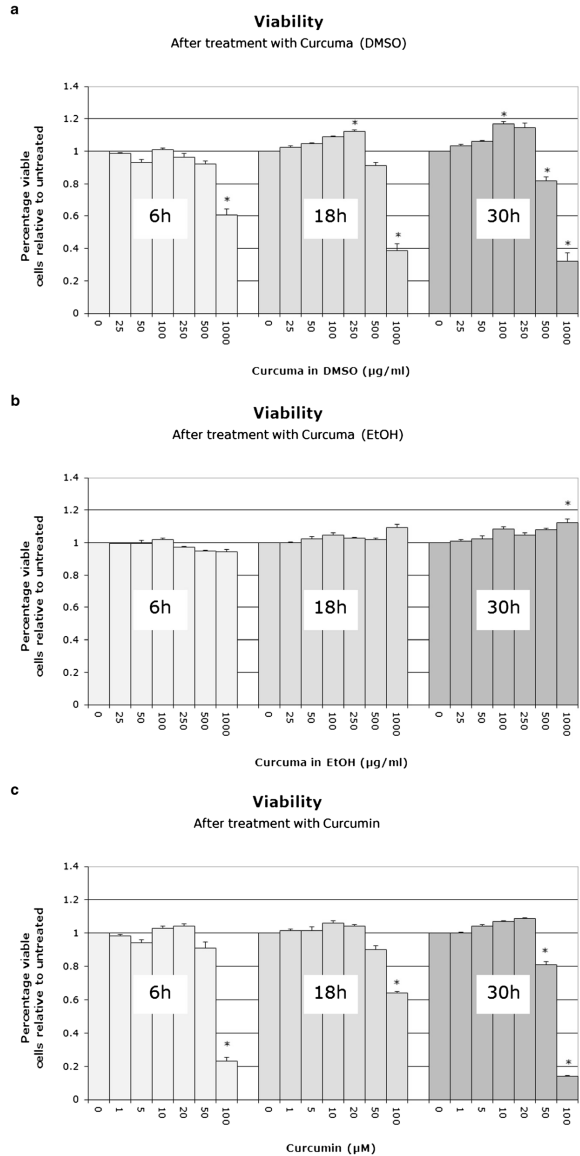 a
Viability
After treatment with Curcuma (DMSO)
Percentage viable
cells relative to untreated
1.4
1.2
1
0.8
0.6
0.4
0.2
0
* * * * *
6h 18h 30h
0 25 50 100 250 500 1000 0 25 50 100 250 500 1000 0 25 50 100 250 500 1000
Curcuma in DMSO (µg/ml)
b
Viability
After treatment with Curcuma (EtOH)
Percentage viable
cells relative to untreated
1.4
1.2
1
0.8
0.6
0.4
0.2
0
*
6h 18h 30h
0 25 50 100 250 500 1000 0 25 50 100 250 500 1000 0 25 50 100 250 500 1000
Curcuma in EtOH (µg/ml)
c
Viability
After treatment with Curcumin
Percentage viable
cells relative to untreated
1.4
1.2
1
0.8
0.6
0.4
0.2
0
* * * *
6h 18h 30h
0 1 5 10 20 50 100 0 1 5 10 20 50 100 0 1 5 10 20 50 100
Curcumin (µM)